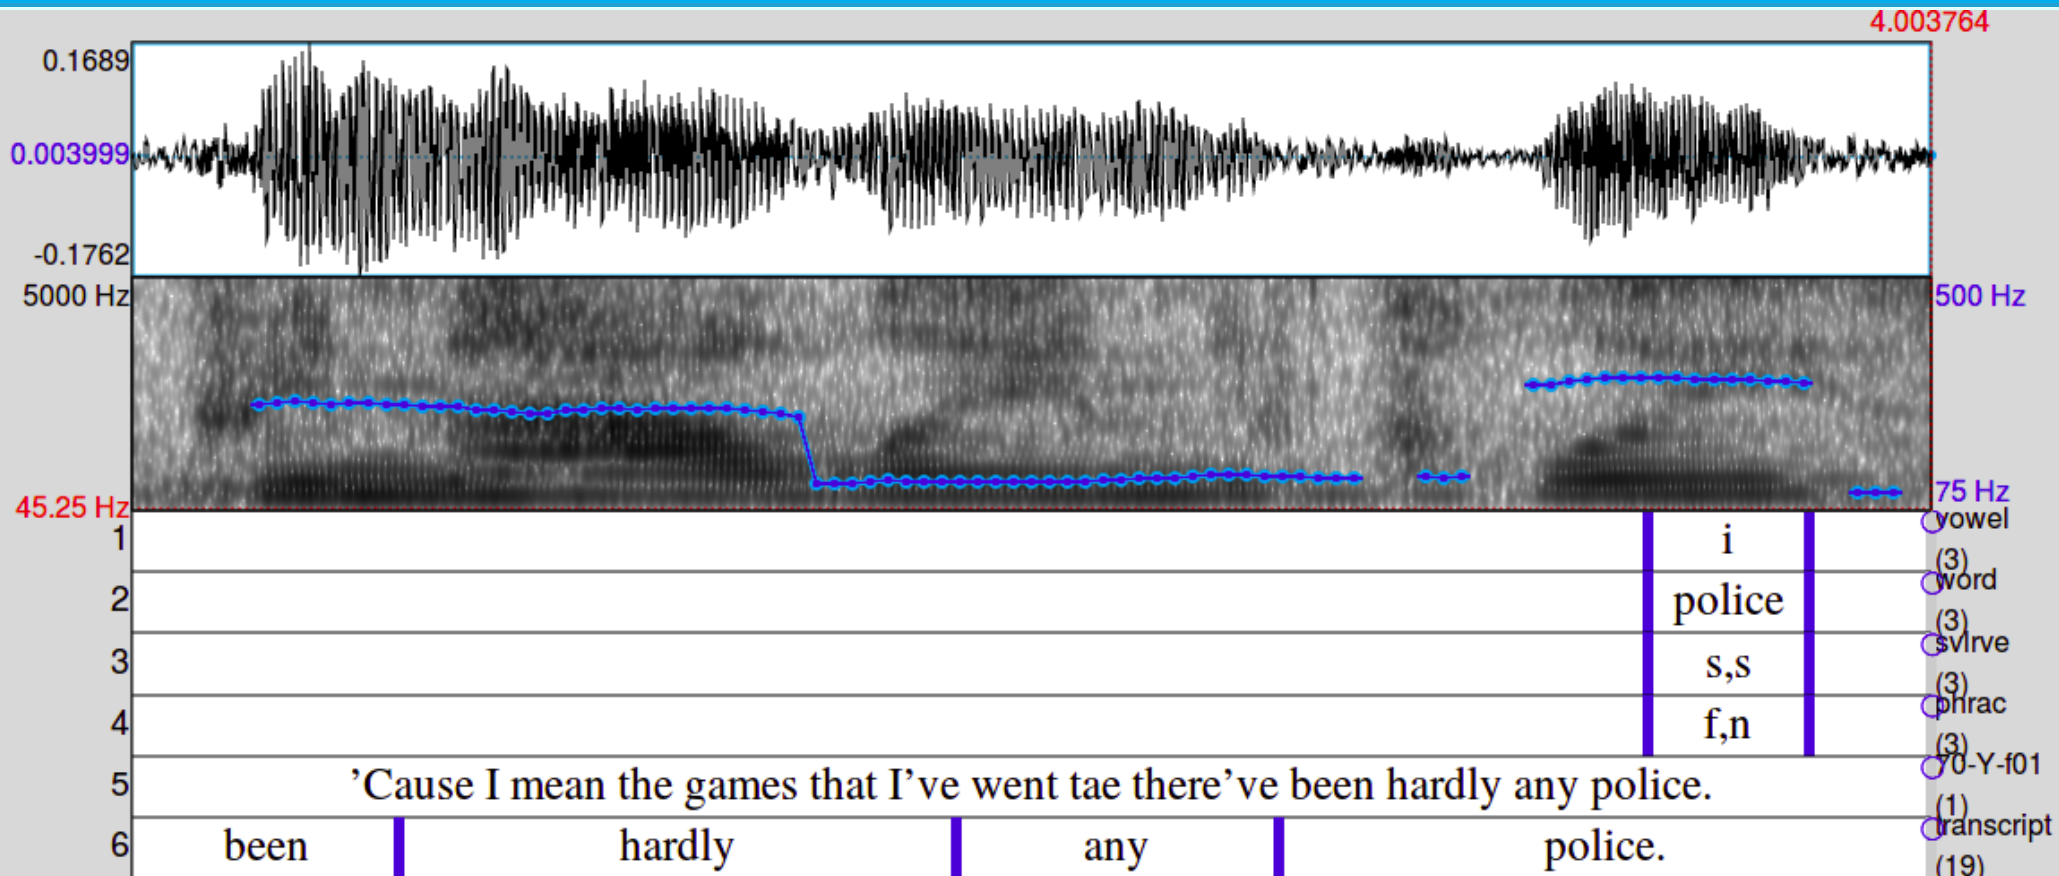 4.003764
0.1689
0.003999
-0.1762
5000 Hz 500 Hz
45.25 Hz 75 Hz
1 i vowel
(3)
2 police word
(3)
3 s,s svlrve
(3)
4 f,n phrac
(3)
5 ’Cause I mean the games that I’ve went tae there’ve been hardly any police. 70-Y-f01
(1)
6 been hardly any police. transcript
(19)